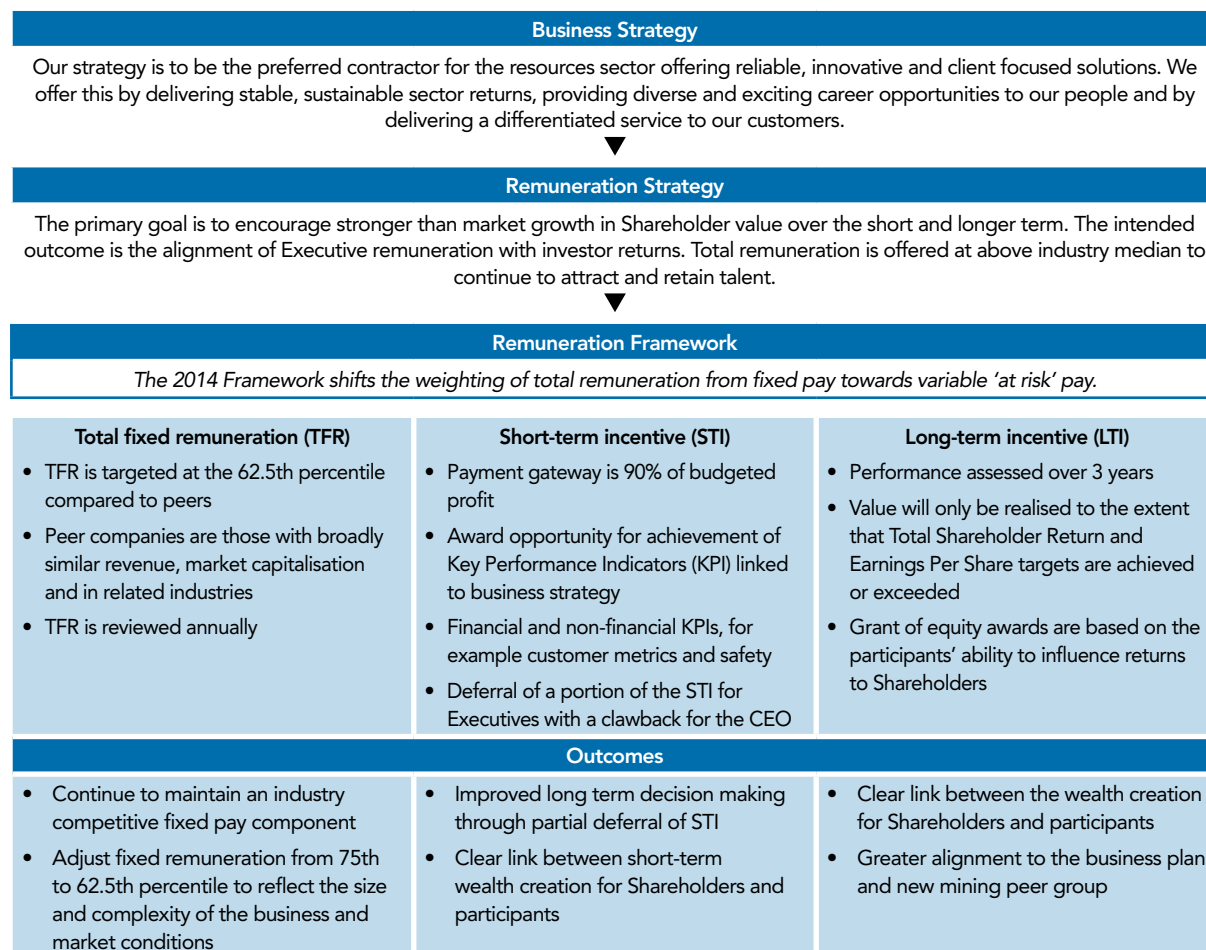 Business Strategy
Our strategy is to be the preferred contractor for the resources sector offering reliable, innovative and client focused solutions. We
offer this by delivering stable, sustainable sector returns, providing diverse and exciting career opportunities to our people and by
delivering a differentiated service to our customers.
Remuneration Strategy
The primary goal is to encourage stronger than market growth in Shareholder value over the short and longer term. The intended
outcome is the alignment of Executive remuneration with investor returns. Total remuneration is offered at above industry median to
continue to attract and retain talent.
Remuneration Framework
The 2014 Framework shifts the weighting of total remuneration from fixed pay towards variable ‘at risk’ pay.
Total fixed remuneration (TFR)
• TFR is targeted at the 62.5th percentile
compared to peers
• Peer companies are those with broadly
similar revenue, market capitalisation
and in related industries
• TFR is reviewed annually
Short-term incentive (STI)
• Payment gateway is 90% of budgeted
profit
• Award opportunity for achievement of
Key Performance Indicators (KPI) linked
to business strategy
• Financial and non-financial KPIs, for
example customer metrics and safety
• Deferral of a portion of the STI for
Executives with a clawback for the CEO
Long-term incentive (LTI)
• Performance assessed over 3 years
• Value will only be realised to the extent
that Total Shareholder Return and
Earnings Per Share targets are achieved
or exceeded
• Grant of equity awards are based on the
participants’ ability to influence returns
to Shareholders
Outcomes
• Continue to maintain an industry
competitive fixed pay component
• Adjust fixed remuneration from 75th
to 62.5th percentile to reflect the size
and complexity of the business and
market conditions
• Improved long term decision making
through partial deferral of STI
• Clear link between short-term
wealth creation for Shareholders and
participants
• Clear link between the wealth creation
for Shareholders and participants
• Greater alignment to the business plan
and new mining peer group